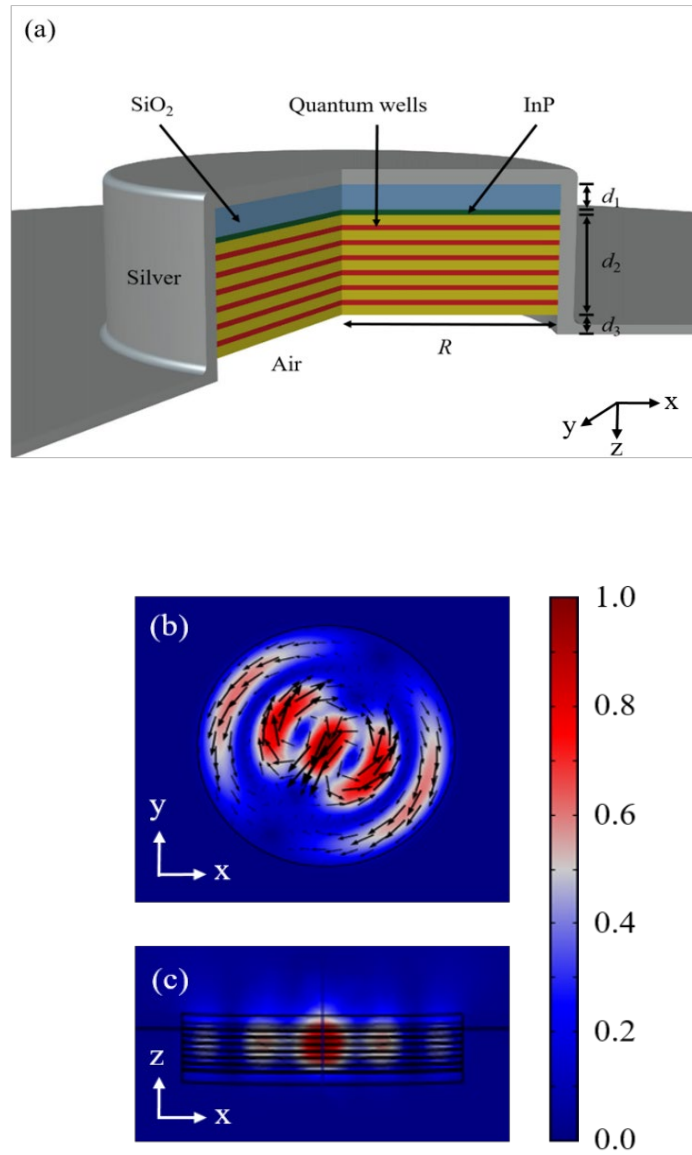 (a)
SiO₂
Quantum wells
InP
d₁
Silver
d₂
R
d₃
Air
x
y
z
(b)
y
x
(c)
z
x
1.0
0.8
0.6
0.4
0.2
0.0